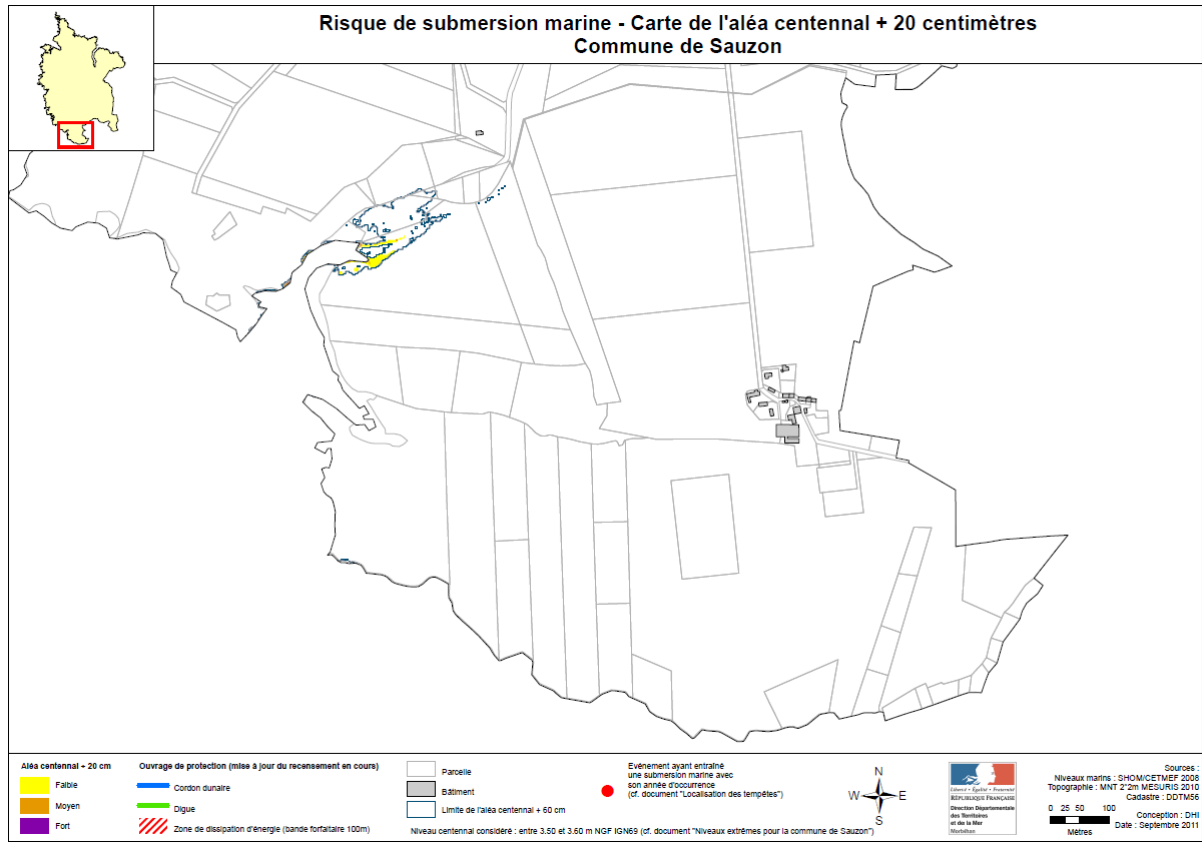 Risque de submersion marine - Carte de l'aléa centennal + 20 centimètres
Commune de Sauzon
Aléa centennal + 20 cm
Faible
Moyen
Fort
Ouvrage de protection (mise à jour du recensement en cours)
Cordon dunaire
Digue
Zone de dissipation d'énergie (bande forfaitaire 100m)
Parcelle
Bâtiment
Limite de l'aléa centennal + 60 cm
Niveau centennal considéré : entre 3.50 et 3.60 m NGF IGN69 (cf. document "Niveaux extrêmes pour la commune de Sauzon")
Evénement ayant entraîné
une submersion marine avec
son année d'occurrence
(cf. document "Localisation des tempêtes")
N
W E
S
Liberté • Égalité • Fraternité
RÉPUBLIQUE FRANÇAISE
Direction Départementale
des Territoires
et de la Mer
Morbihan
Sources :
Niveaux marins : SHOM/CETMEF 2008
Topographie : MNT 2*2m MESURIS 2010
Cadastre : DDTM56
0 25 50 100
Mètres
Conception : DHI
Date : Septembre 2011